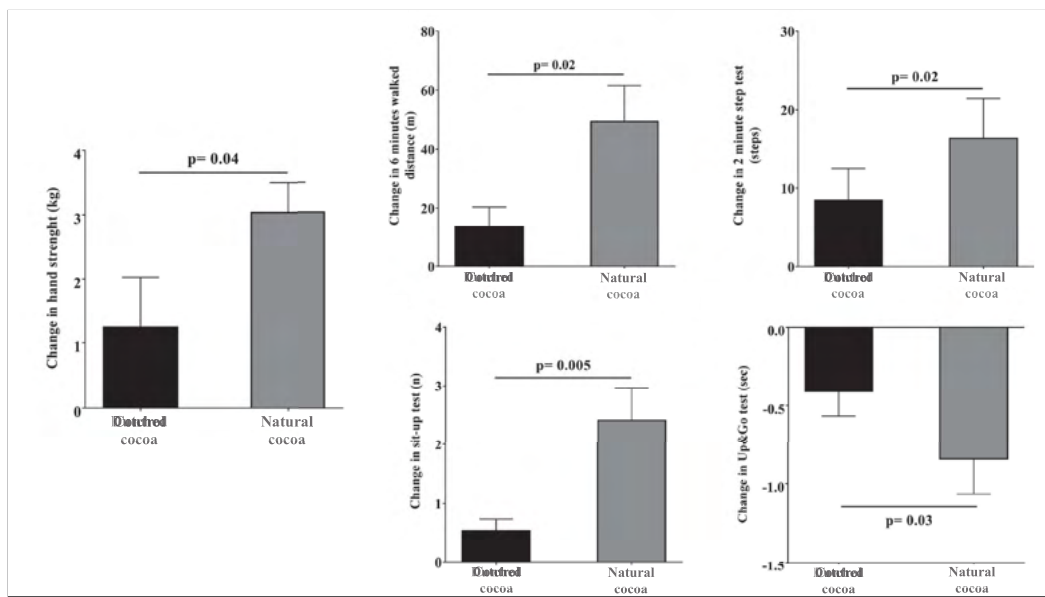 Change in hand strenght (kg)
4
3
2
1
0
p= 0.04
cocoa
Natural
cocoa
Change in 6 minutes walked
distance (m)
80
60
40
20
0
p= 0.02
cocoa
Natural
cocoa
Change in 2 minute step test
(steps)
30
20
10
0
p= 0.02
cocoa
Natural
cocoa
Change in sit-up test (n)
4
3
2
1
0
p= 0.005
cocoa
Natural
cocoa
Change in Up&Go test (sec)
0.0
-0.5
-1.0
-1.5
p= 0.03
cocoa
Natural
cocoa